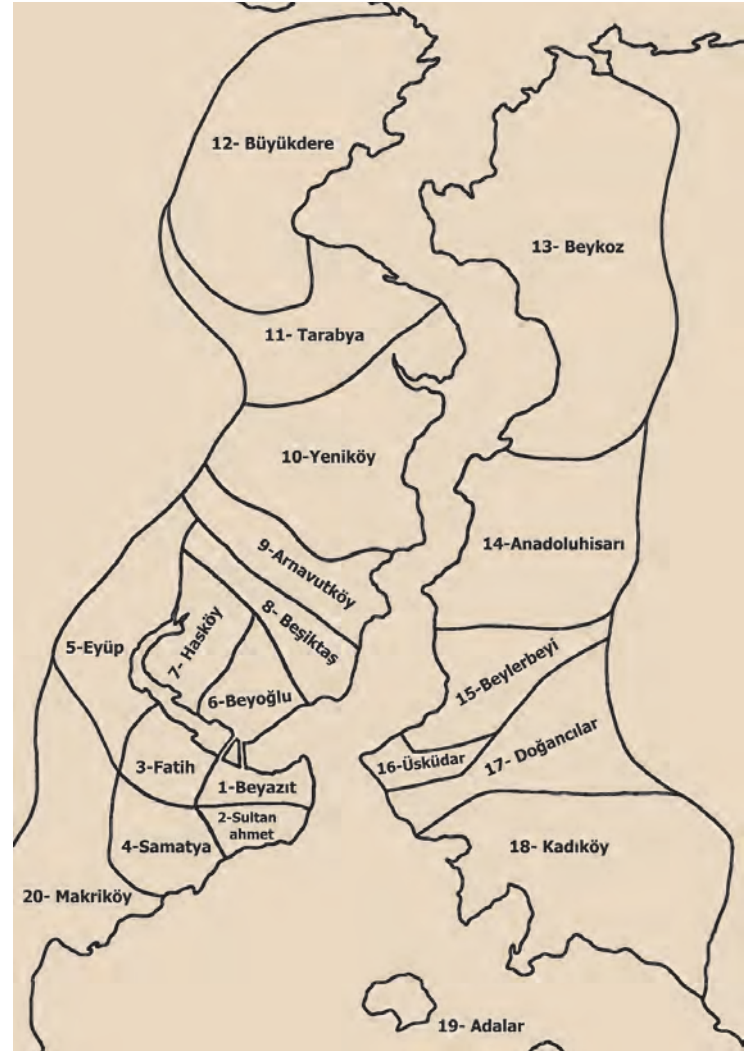 12- Büyükdere
13- Beykoz
11- Tarabya
10-Yeniköy
14-Anadoluhisarı
9-Arnavutköy
8- Beşiktaş
7- Hasköy
5-Eyüp
6-Beyoğlu
15-Beylerbeyi
16-Üsküdar
17- Doğancılar
3-Fatih
1-Beyazıt
2-Sultan
ahmet
4-Samatya
18- Kadıköy
20- Makriköy
19- Adalar